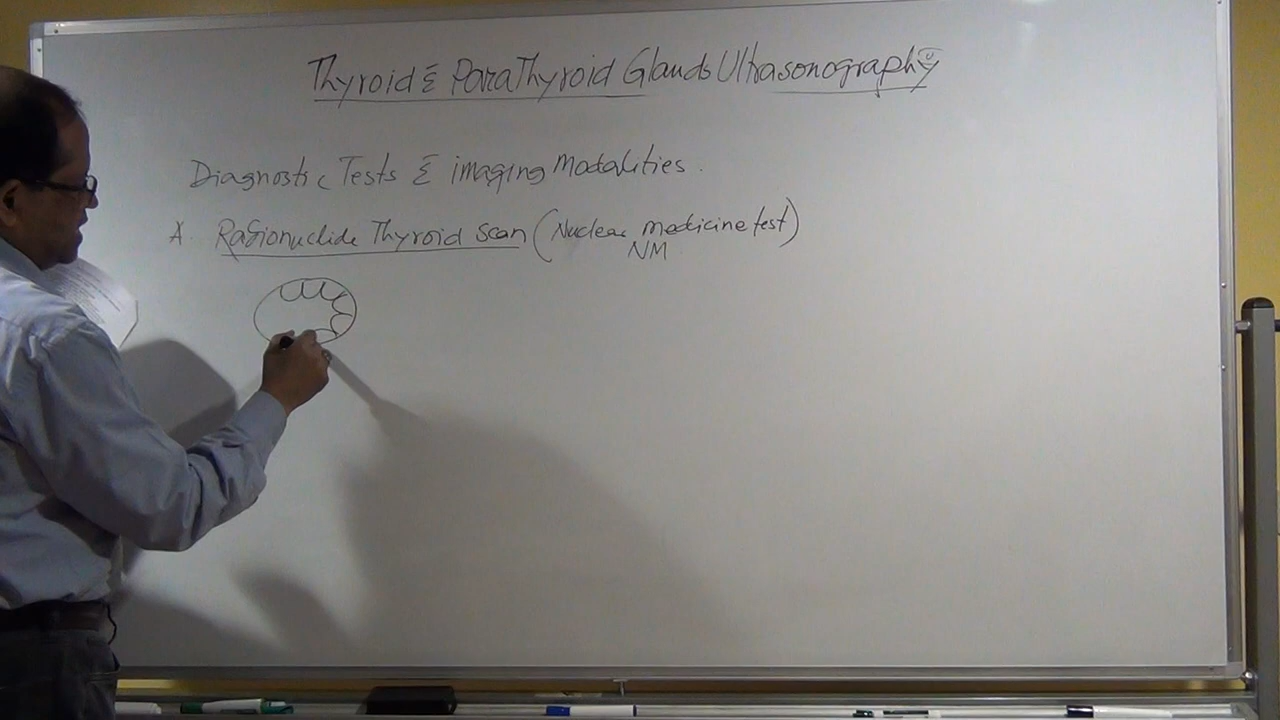 Thyroid & ParaThyroid Glands Ultrasonography
Diagnostic Tests & imaging Modalities.
A. Radionuclide Thyroid scan (Nuclear medicine test)
NM